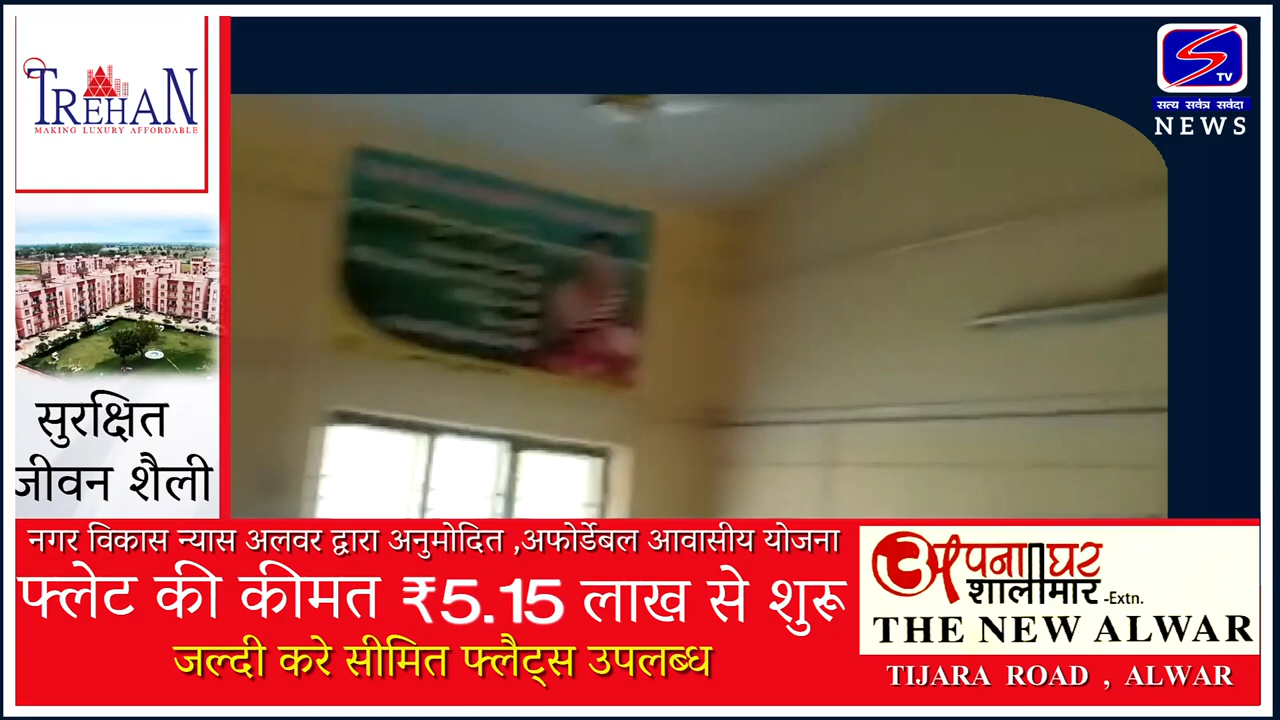 TREHAN
MAKING LUXURY AFFORDABLE
S TV
सत्य सर्वत्र सर्वदा
NEWS
सुरक्षित
जीवन शैली
नगर विकास न्यास अलवर द्वारा अनुमोदित ,अफोर्डेबल आवासीय योजना
फ्लेट की कीमत ₹5.15 लाख से शुरू
जल्दी करे सीमित फ्लैट्स उपलब्ध
अपना घर
शालीमार -Extn.
THE NEW ALWAR
TIJARA ROAD , ALWAR